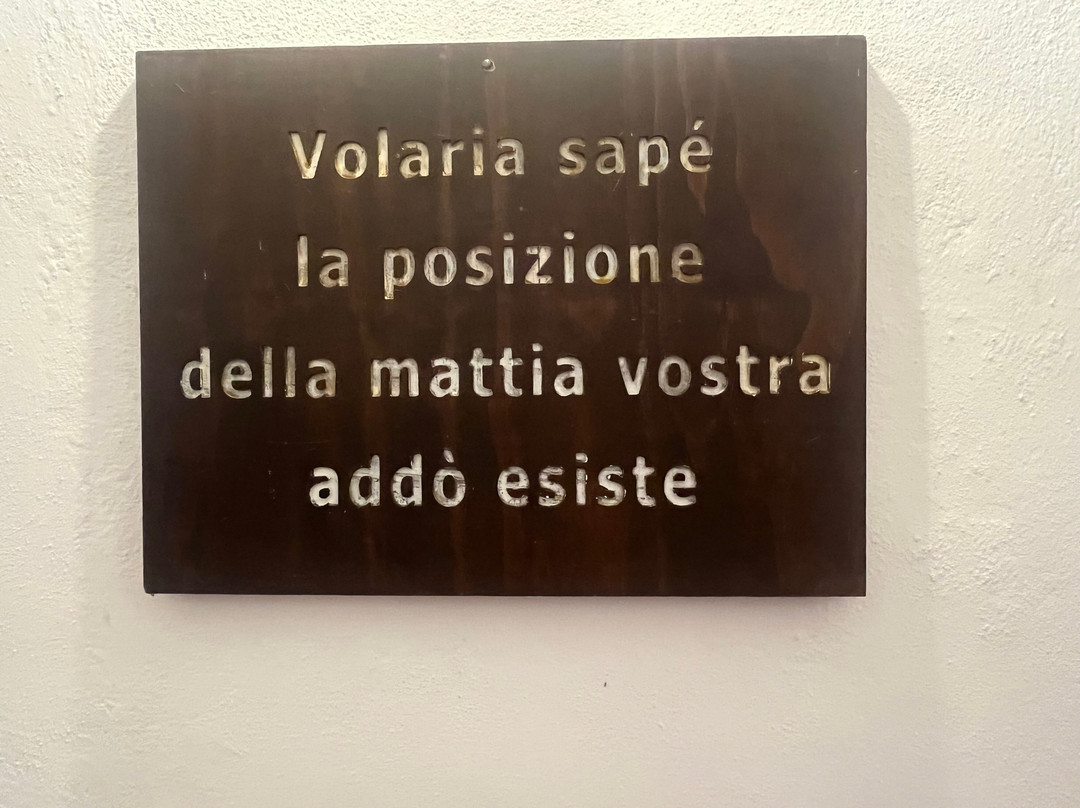 Volaria sapé
la posizione
della mattia vostra
addò esiste